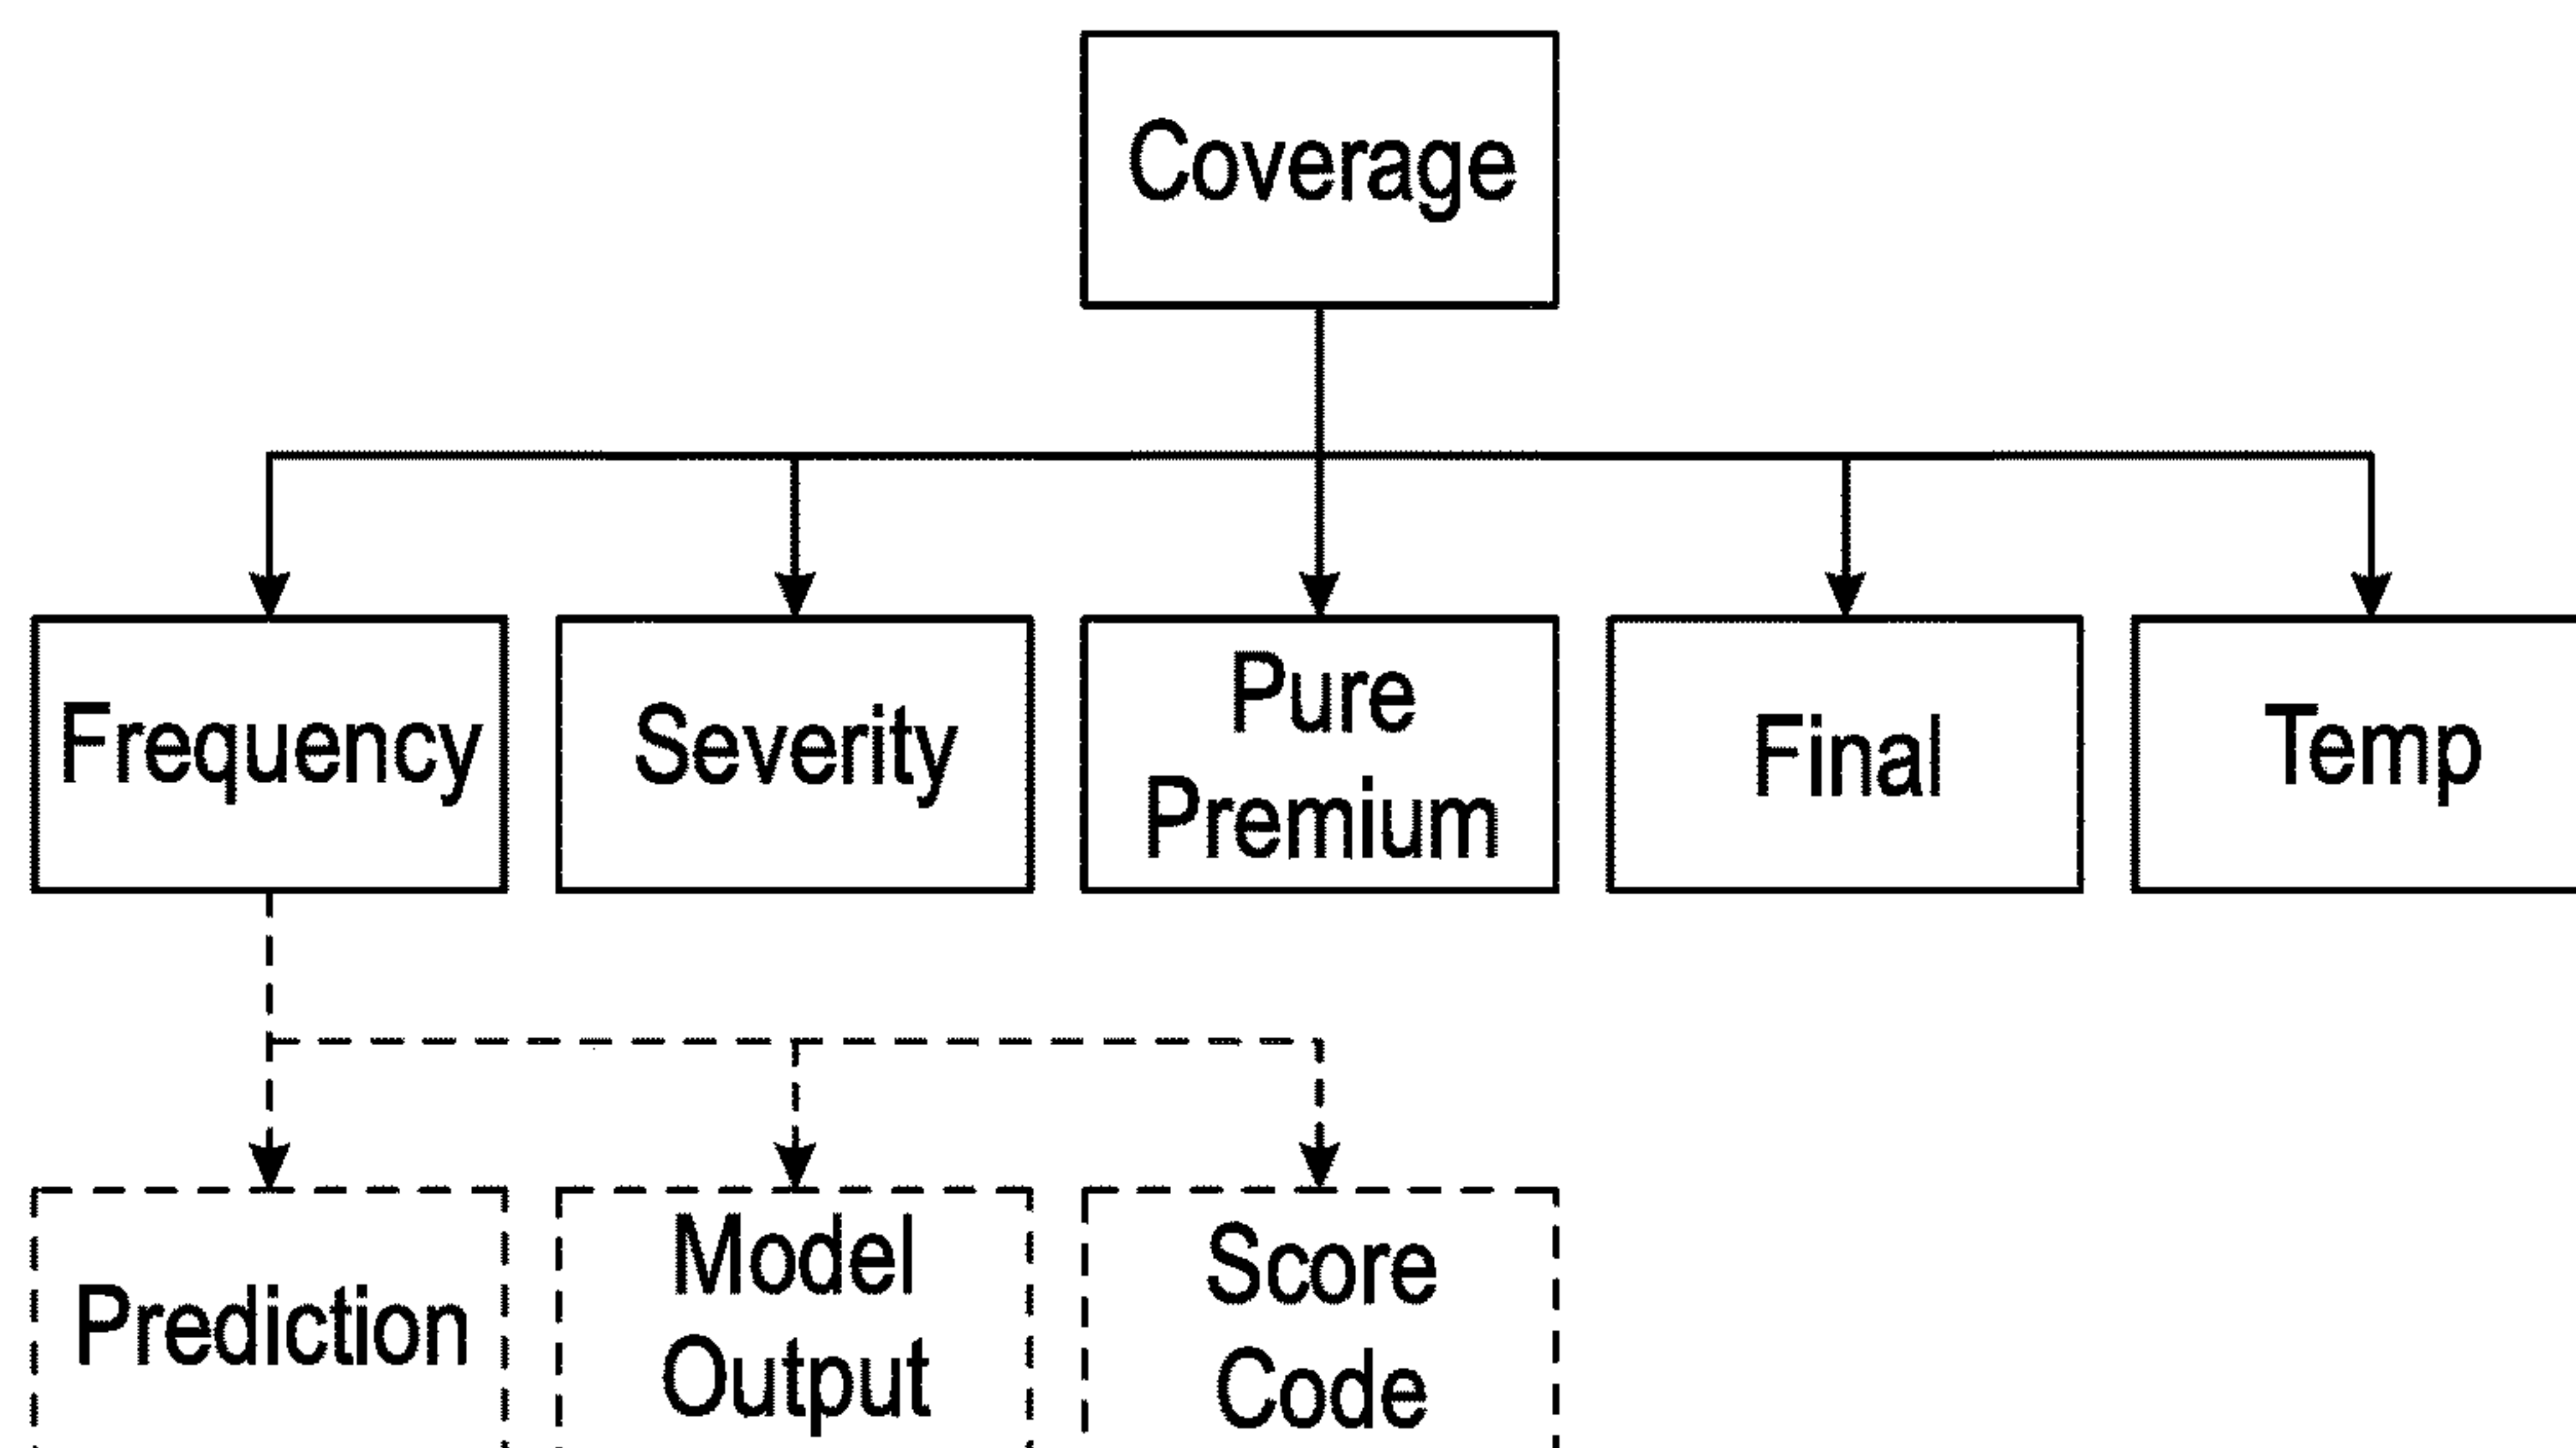 Coverage
Frequency
Severity
Pure
Premium
Final
Temp
Prediction
Model
Output
Score
Code